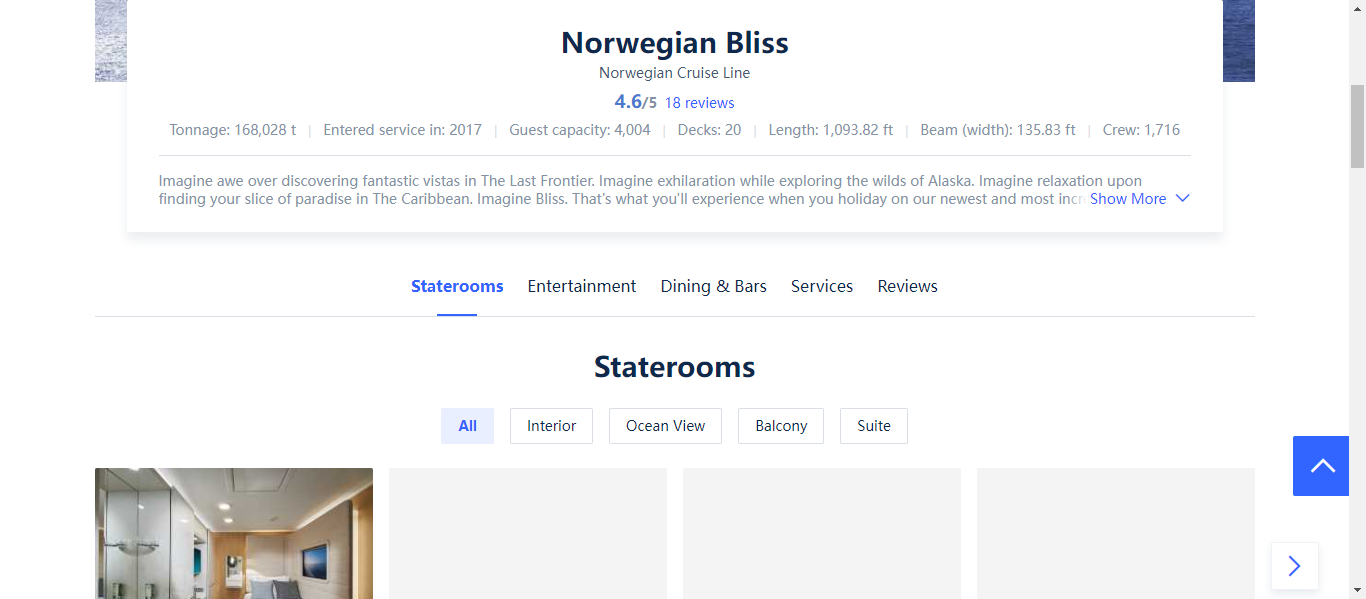 Norwegian Bliss
Norwegian Cruise Line
4.6/5 18 reviews
Tonnage: 168,028 t | Entered service in: 2017 | Guest capacity: 4,004 | Decks: 20 | Length: 1,093.82 ft | Beam (width): 135.83 ft | Crew: 1,716
Imagine awe over discovering fantastic vistas in The Last Frontier. Imagine exhilaration while exploring the wilds of Alaska. Imagine relaxation upon
finding your slice of paradise in The Caribbean. Imagine Bliss. That's what you'll experience when you holiday on our newest and most incr Show More
Staterooms Entertainment Dining & Bars Services Reviews
Staterooms
All Interior Ocean View Balcony Suite